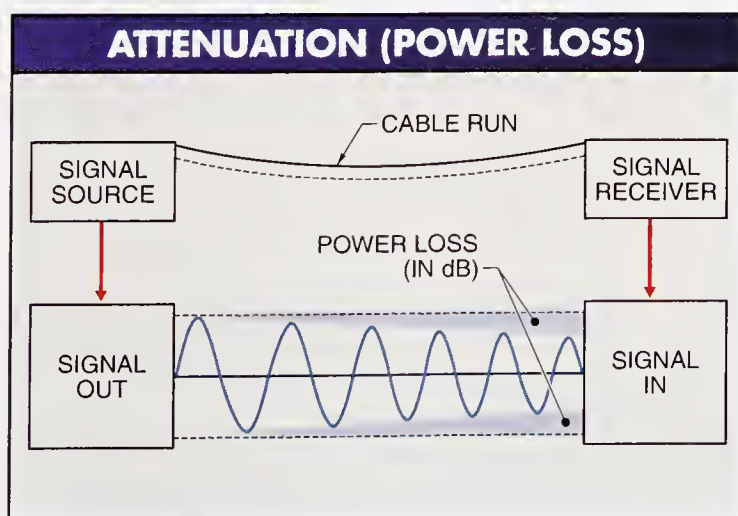 ATTENUATION (POWER LOSS)
CABLE RUN
SIGNAL
SOURCE
SIGNAL
RECEIVER
POWER LOSS
(IN dB)
SIGNAL
OUT
SIGNAL
IN